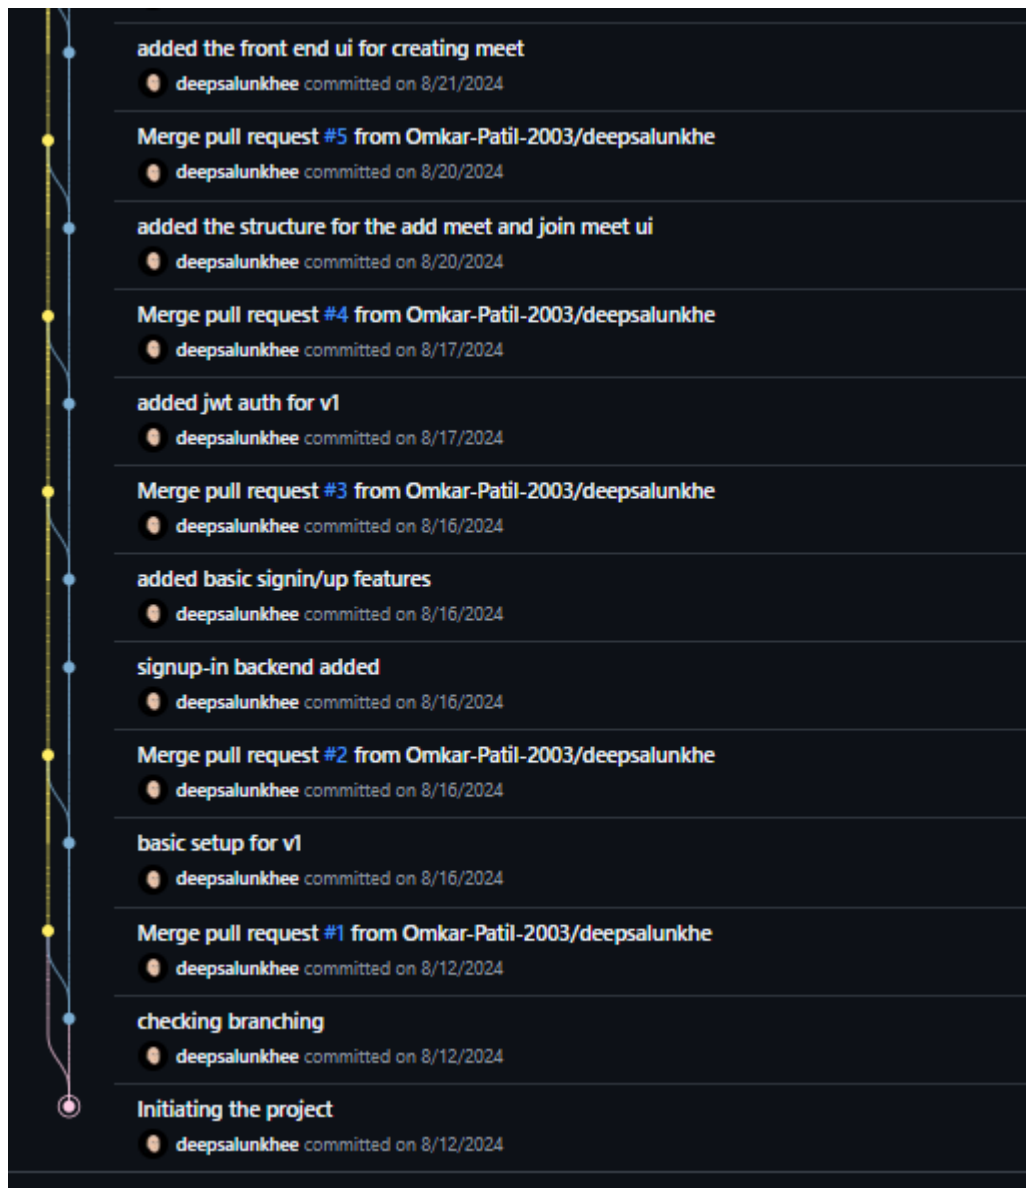 added the front end ui for creating meet
deepsalunkhee committed on 8/21/2024
Merge pull request #5 from Omkar-Patil-2003/deepsalunkhe
deepsalunkhee committed on 8/20/2024
added the structure for the add meet and join meet ui
deepsalunkhee committed on 8/20/2024
Merge pull request #4 from Omkar-Patil-2003/deepsalunkhe
deepsalunkhee committed on 8/17/2024
added jwt auth for v1
deepsalunkhee committed on 8/17/2024
Merge pull request #3 from Omkar-Patil-2003/deepsalunkhe
deepsalunkhee committed on 8/16/2024
added basic signin/up features
deepsalunkhee committed on 8/16/2024
signup-in backend added
deepsalunkhee committed on 8/16/2024
Merge pull request #2 from Omkar-Patil-2003/deepsalunkhe
deepsalunkhee committed on 8/16/2024
basic setup for v1
deepsalunkhee committed on 8/16/2024
Merge pull request #1 from Omkar-Patil-2003/deepsalunkhe
deepsalunkhee committed on 8/12/2024
checking branching
deepsalunkhee committed on 8/12/2024
Initiating the project
deepsalunkhee committed on 8/12/2024